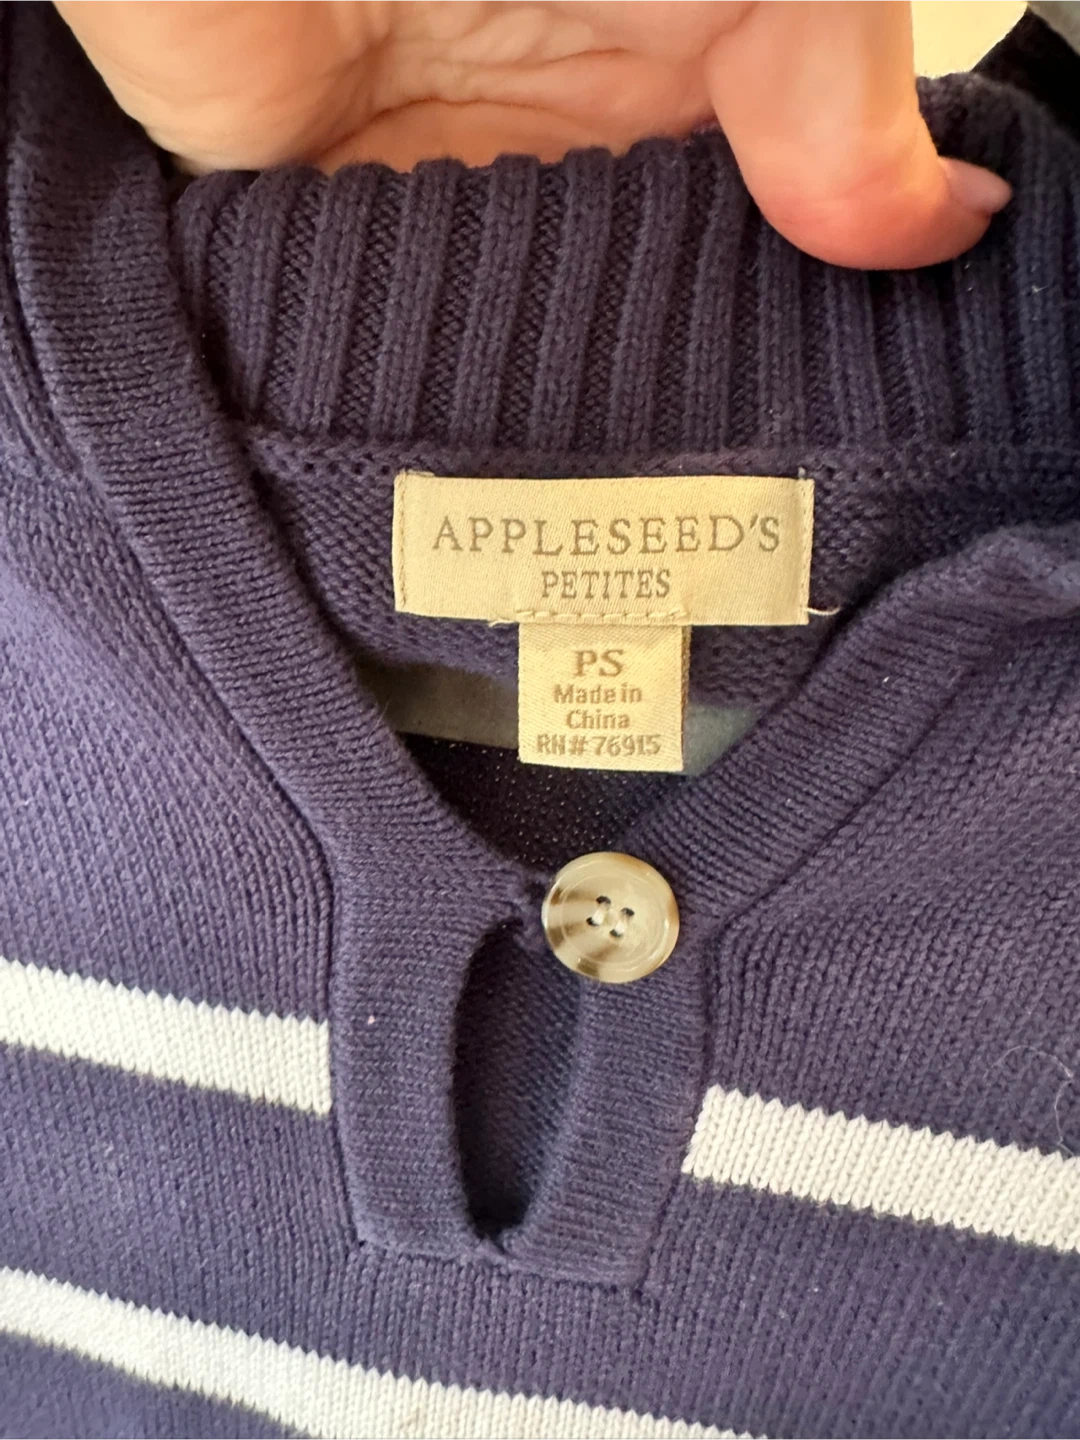 APPLESEED'S
PETITES
PS
Made in
China
RN# 76915